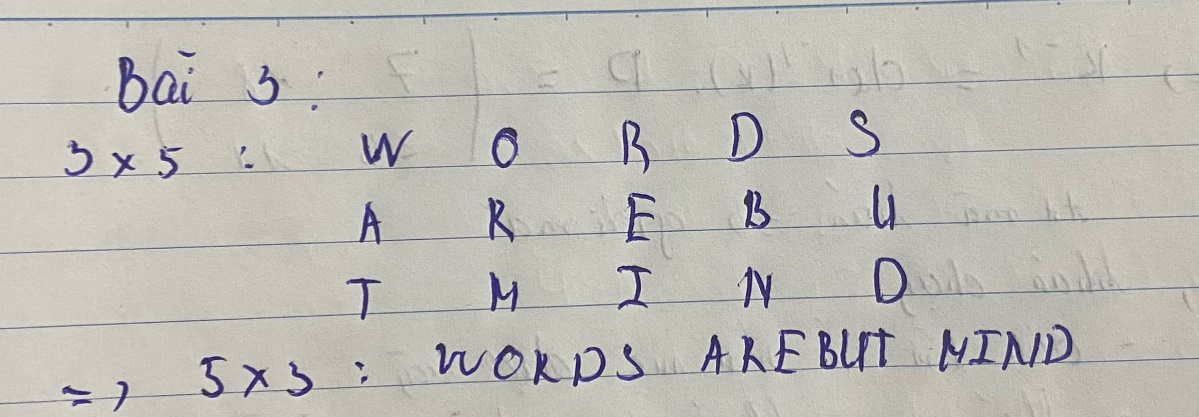 Bài 3 :
3 x 5 : W O R D S
A R E B U
T M I N D
=> 5 x 3 : WORDS AREBUT MIND